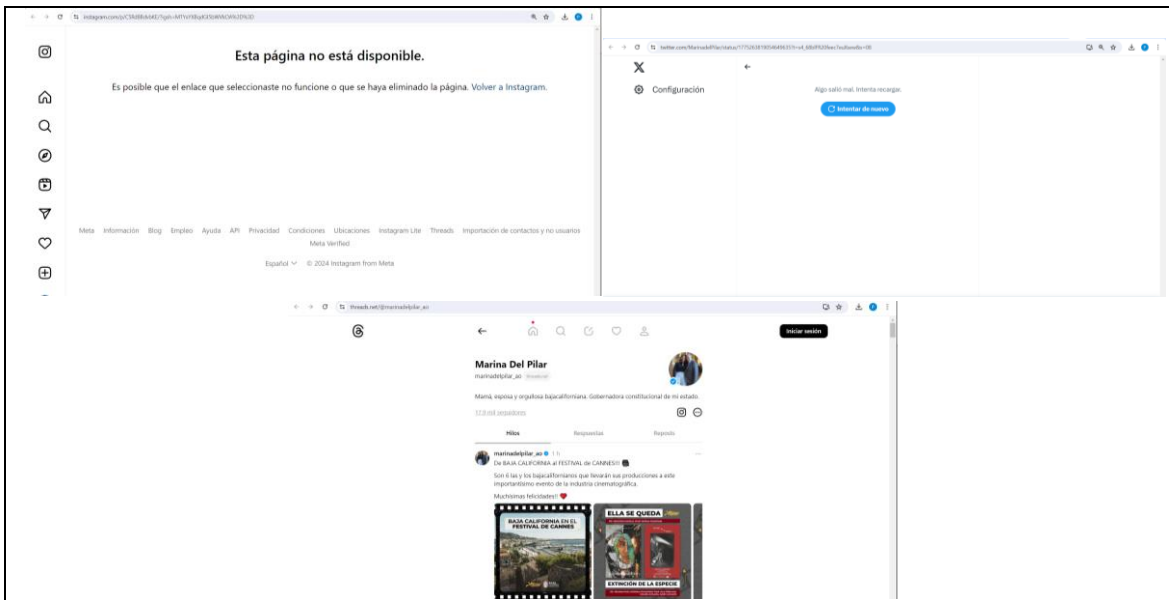 Esta página no está disponible.
Es posible que el enlace que seleccionaste no funcione o que se haya eliminado la página. Volver a Instagram.
Meta Información Blog Empleo Ayuda API Privacidad Condiciones Ubicaciones Instagram Lite Threads Importación de contactos y no usuarios
Meta Verified
Español © 2024 Instagram from Meta
Configuración
Algo salió mal. Intenta recargar.
Intentar de nuevo
threads.net/@marinadelpilar_ao
Iniciar sesión
Marina Del Pilar
marinadelpilar_ao threads.net
Mamá, esposa y orgullosa bajacaliforniana. Gobernadora constitucional de mi estado.
seguidores
Hilos Respuestas Reposts
marinadelpilar_ao 1 h
De BAJA CALIFORNIA al FESTIVAL de CANNES!!!
Son 6 las y los bajacalifornianos que llevarán sus producciones a este
importantísimo evento de la industria cinematográfica.
Muchísimas felicidades!!
BAJA CALIFORNIA EN EL
FESTIVAL DE CANNES
ELLA SE QUEDA
EXTINCIÓN DE LA ESPECIE